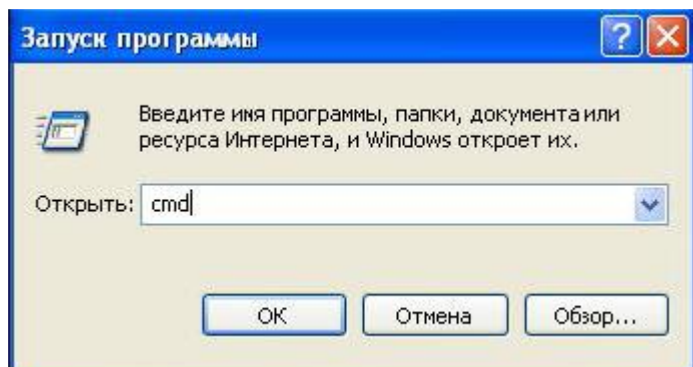 Запуск программы
?
Введите имя программы, папки, документа или
ресурса Интернета, и Windows откроет их.
Открыть: cmd
ОК Отмена Обзор...